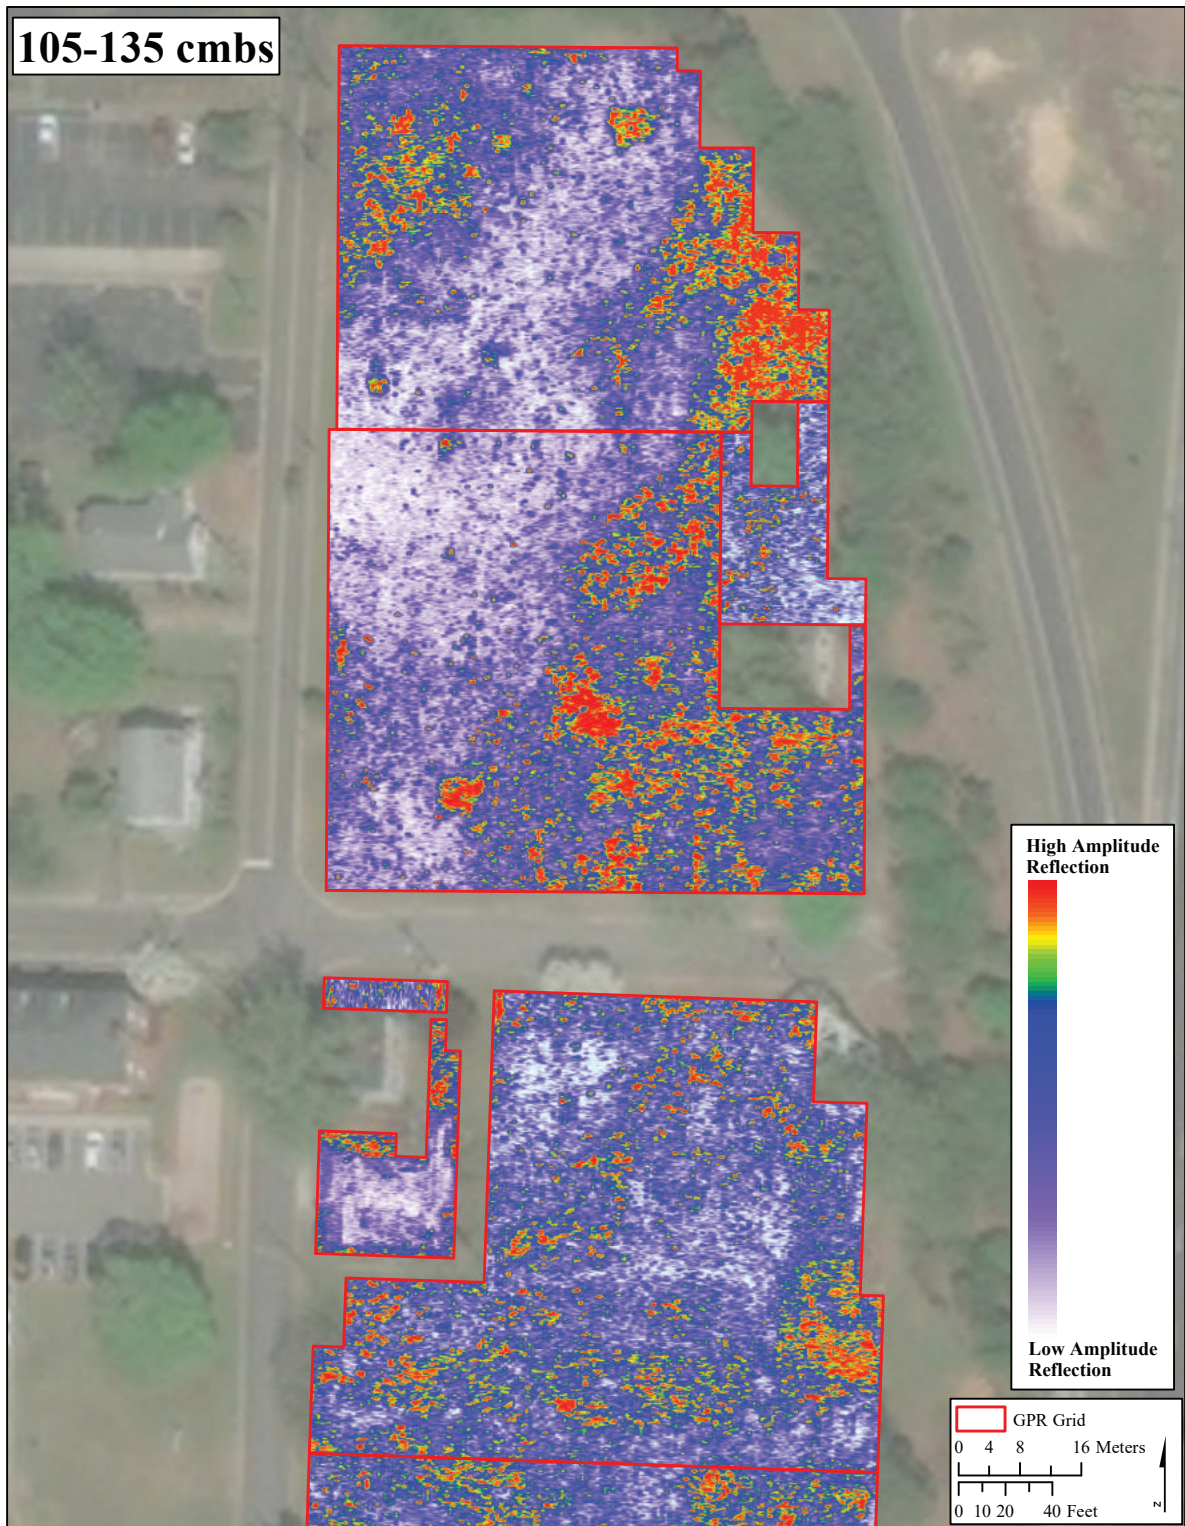 105-135 cmbs
High Amplitude
Reflection
Low Amplitude
Reflection
GPR Grid
0 4 8 16 Meters
0 10 20 40 Feet
N